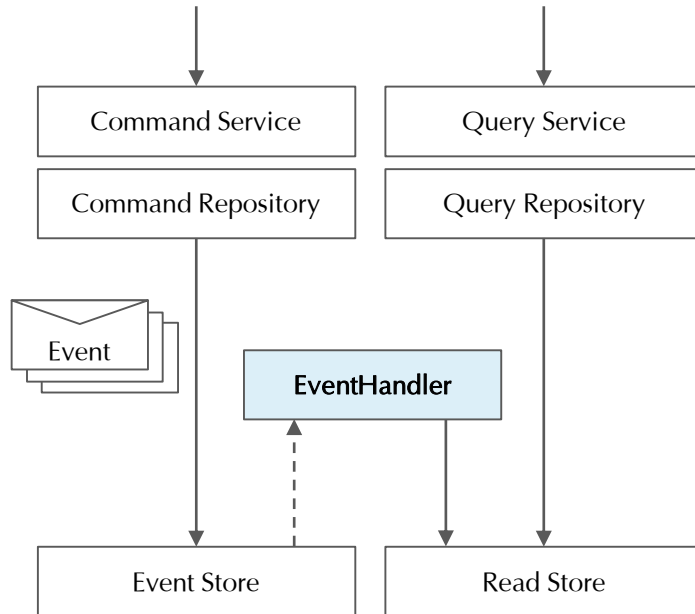 Command Service
Query Service
Command Repository
Query Repository
Event
EventHandler
Event Store
Read Store